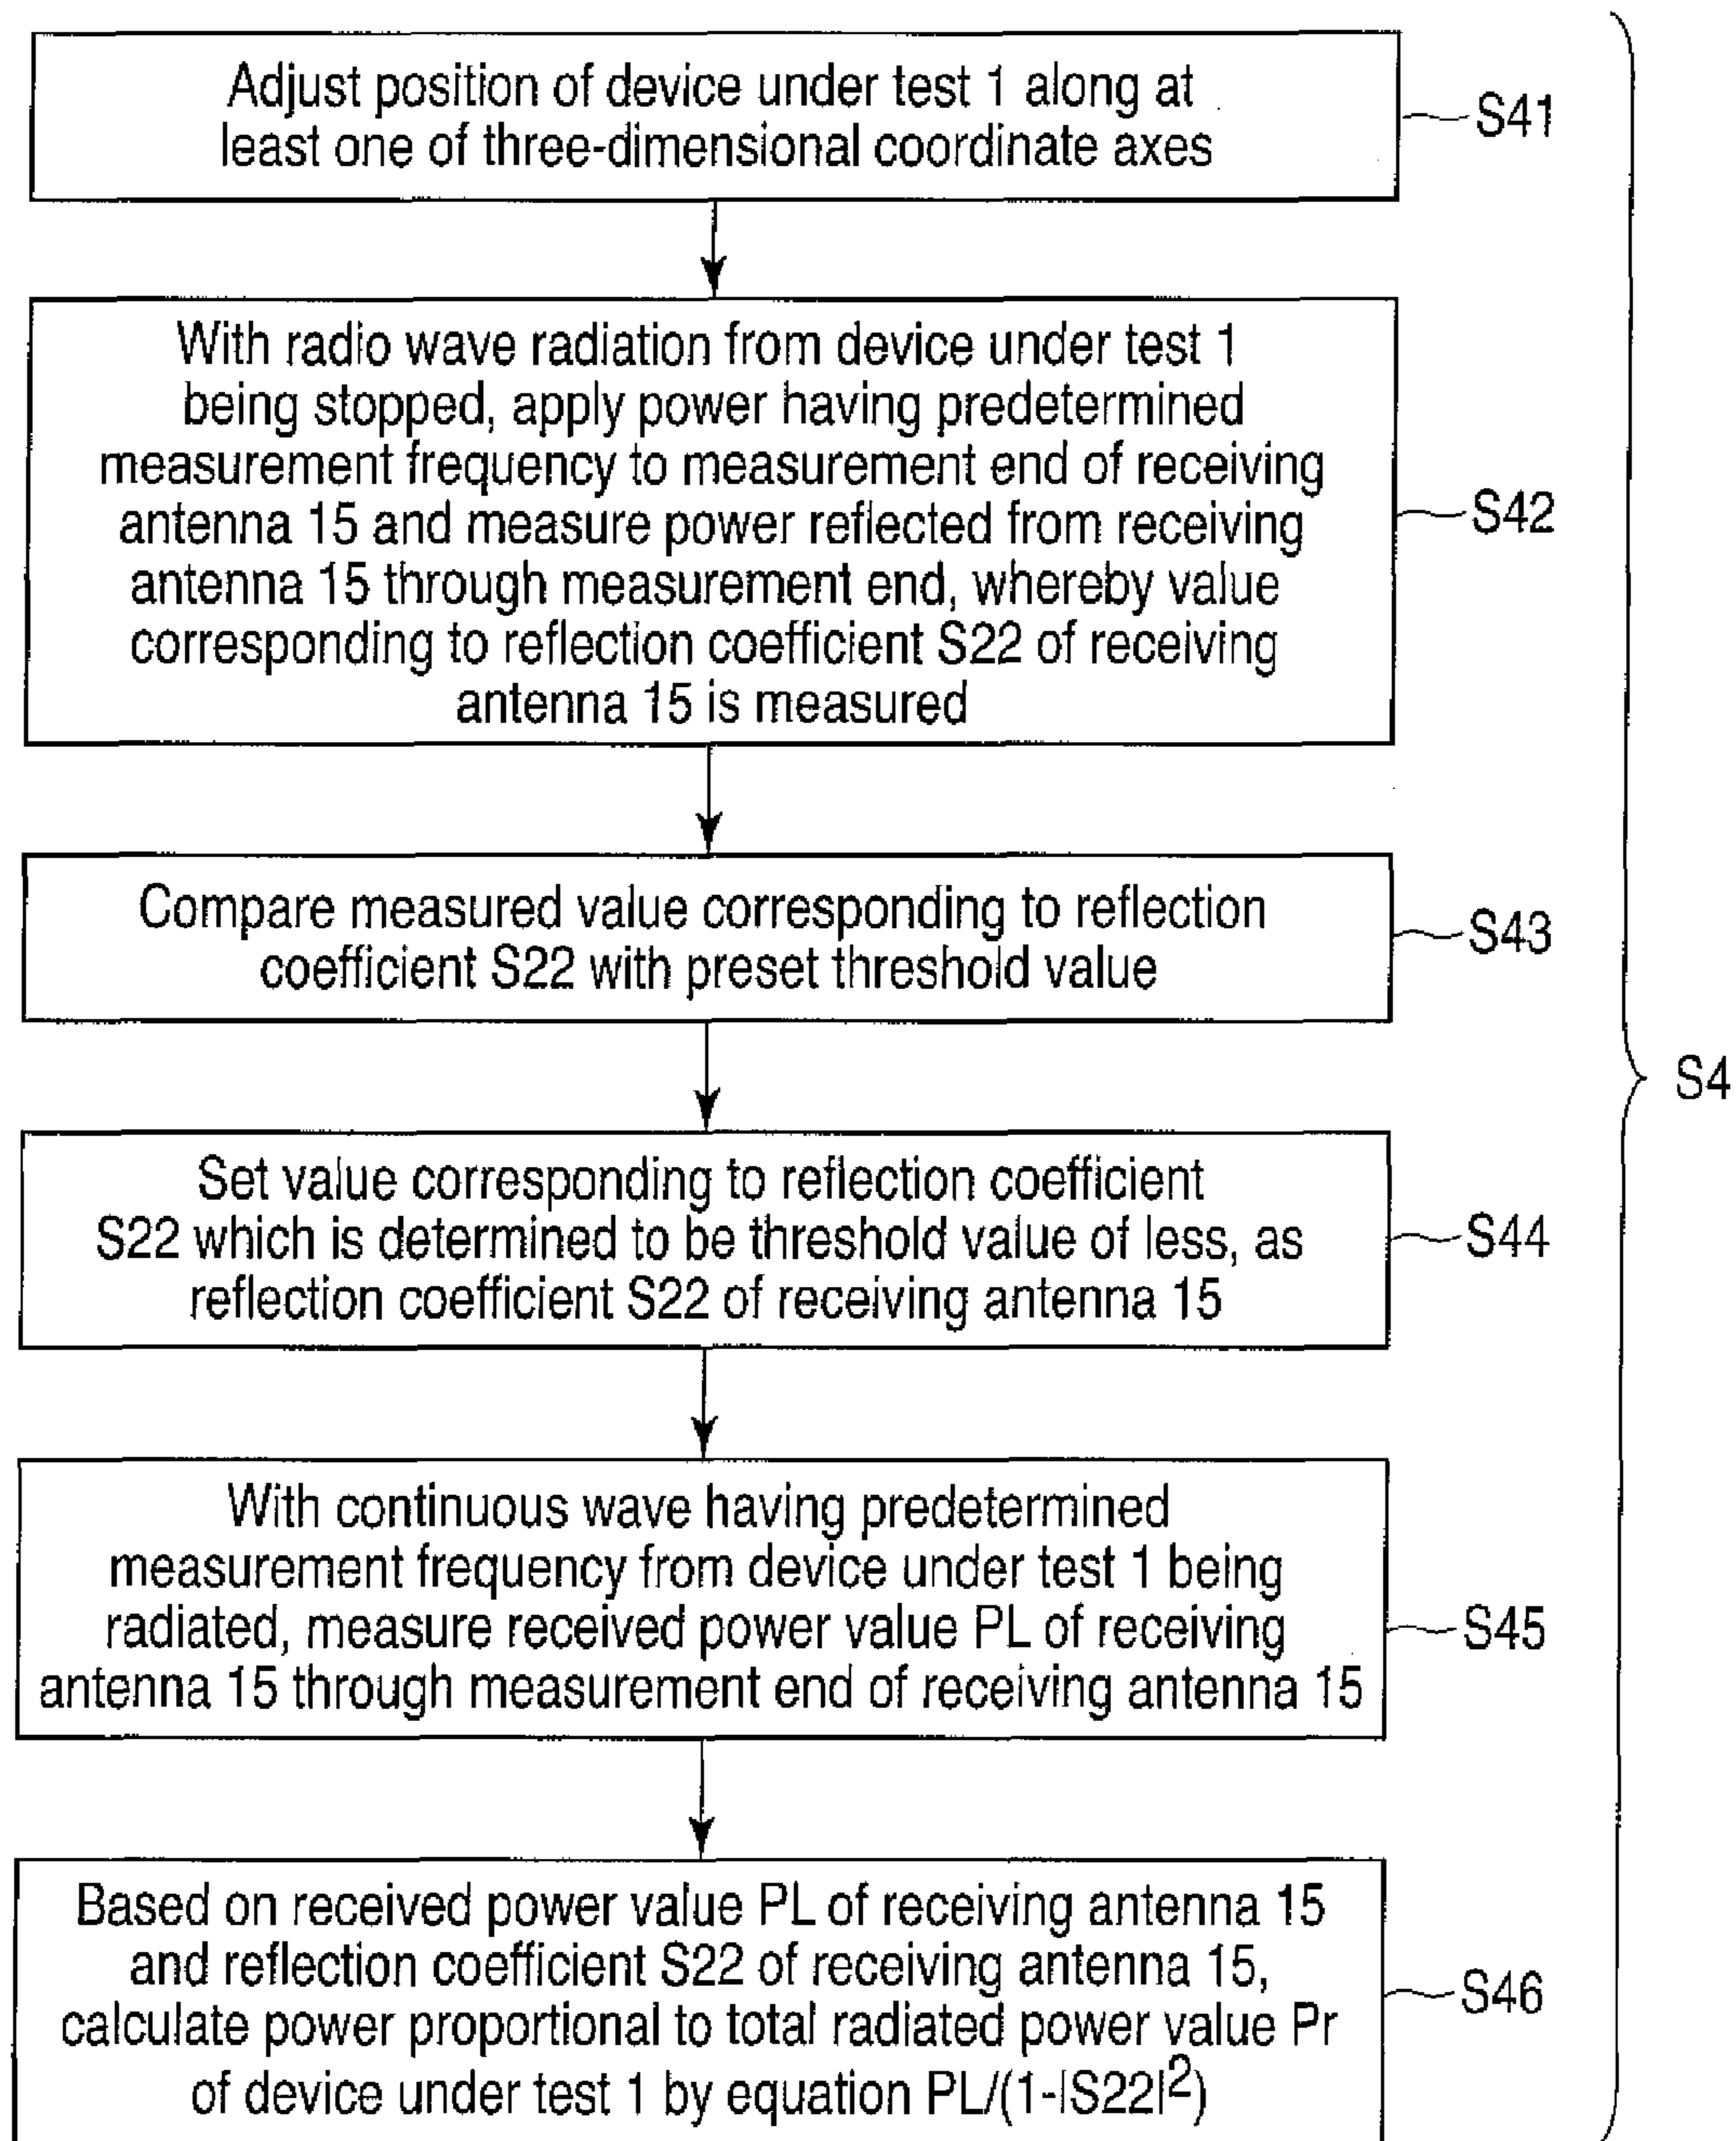 Adjust position of device under test 1 along at
least one of three-dimensional coordinate axes
S41
With radio wave radiation from device under test 1
being stopped, apply power having predetermined
measurement frequency to measurement end of receiving
antenna 15 and measure power reflected from receiving
antenna 15 through measurement end, whereby value
corresponding to reflection coefficient S22 of receiving
antenna 15 is measured
S42
Compare measured value corresponding to reflection
coefficient S22 with preset threshold value
S43
Set value corresponding to reflection coefficient
S22 which is determined to be threshold value of less, as
reflection coefficient S22 of receiving antenna 15
S44
With continuous wave having predetermined
measurement frequency from device under test 1 being
radiated, measure received power value PL of receiving
antenna 15 through measurement end of receiving antenna 15
S45
Based on received power value PL of receiving antenna 15
and reflection coefficient S22 of receiving antenna 15,
calculate power proportional to total radiated power value Pr
of device under test 1 by equation PL/(1-|S22|²)
S46
S4